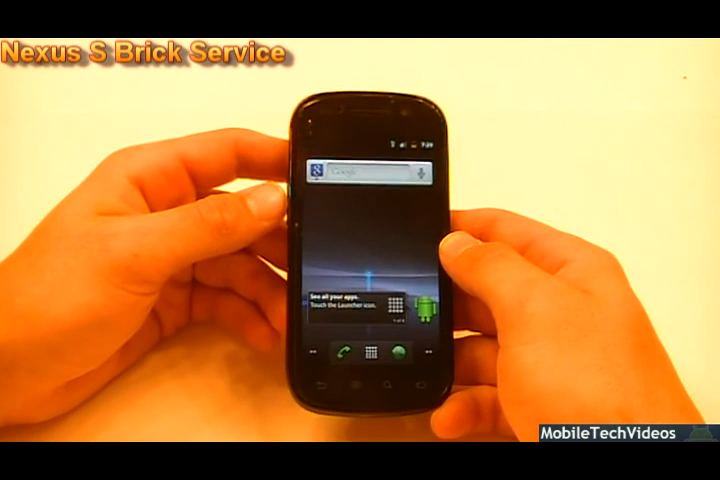 Nexus S Brick Service
Google
See all your apps.
Touch the Launcher icon.
MobileTechVideos